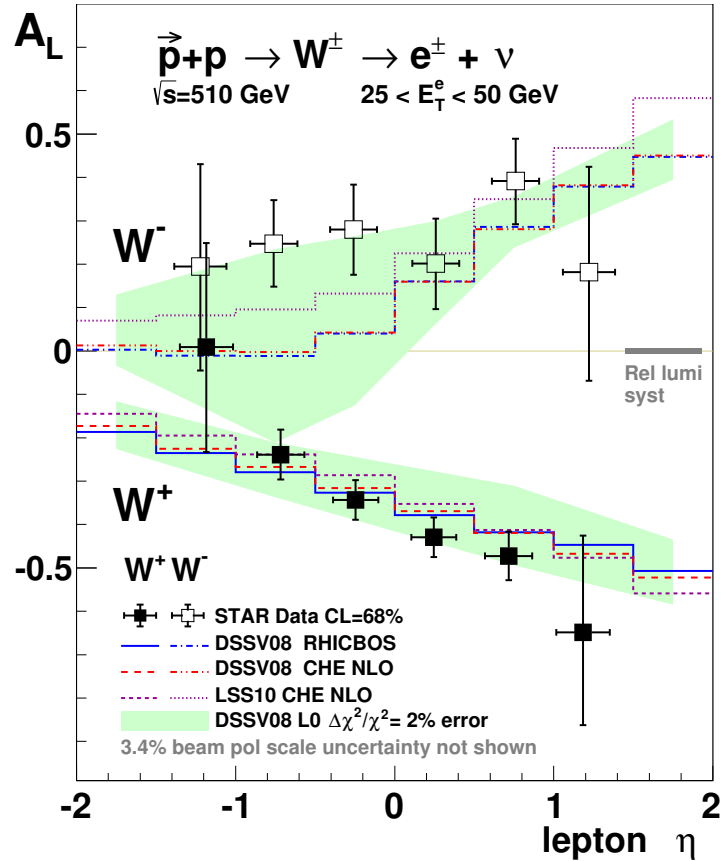 A_L
p+p → W± → e± + ν
√s=510 GeV 25 < E_T^e < 50 GeV
0.5
W-
0
Rel lumi
syst
W+
-0.5
W+ W-
STAR Data CL=68%
DSSV08 RHICBOS
DSSV08 CHE NLO
LSS10 CHE NLO
DSSV08 L0 Δχ²/χ²= 2% error
3.4% beam pol scale uncertainty not shown
-2 -1 0 1 2
lepton η